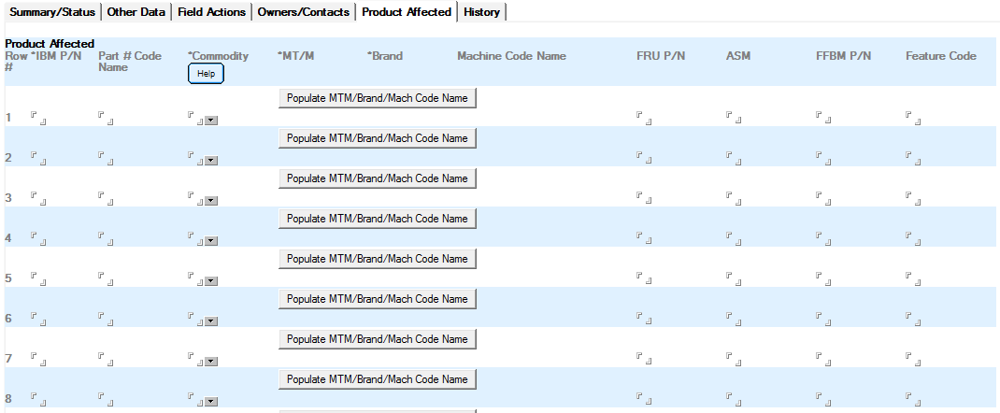 Summary/Status Other Data Field Actions Owners/Contacts Product Affected History
Product Affected
Row *IBM P/N Part # Code *Commodity *MT/M *Brand Machine Code Name FRU P/N ASM FFBM P/N Feature Code
# Name
Help
Populate MTM/Brand/Mach Code Name
1
Populate MTM/Brand/Mach Code Name
2
Populate MTM/Brand/Mach Code Name
3
Populate MTM/Brand/Mach Code Name
4
Populate MTM/Brand/Mach Code Name
5
Populate MTM/Brand/Mach Code Name
6
Populate MTM/Brand/Mach Code Name
7
Populate MTM/Brand/Mach Code Name
8